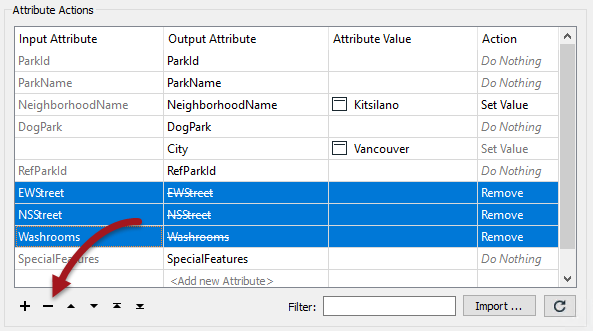 Attribute Actions
Input Attribute Output Attribute Attribute Value Action
ParkId ParkId Do Nothing
ParkName ParkName Do Nothing
NeighborhoodName NeighborhoodName Kitsilano Set Value
DogPark DogPark Do Nothing
City Vancouver Set Value
RefParkId RefParkId Do Nothing
EWStreet EWStreet Remove
NSStreet NSStreet Remove
Washrooms Washrooms Remove
SpecialFeatures SpecialFeatures Do Nothing
<Add new Attribute>
Filter: Import ...